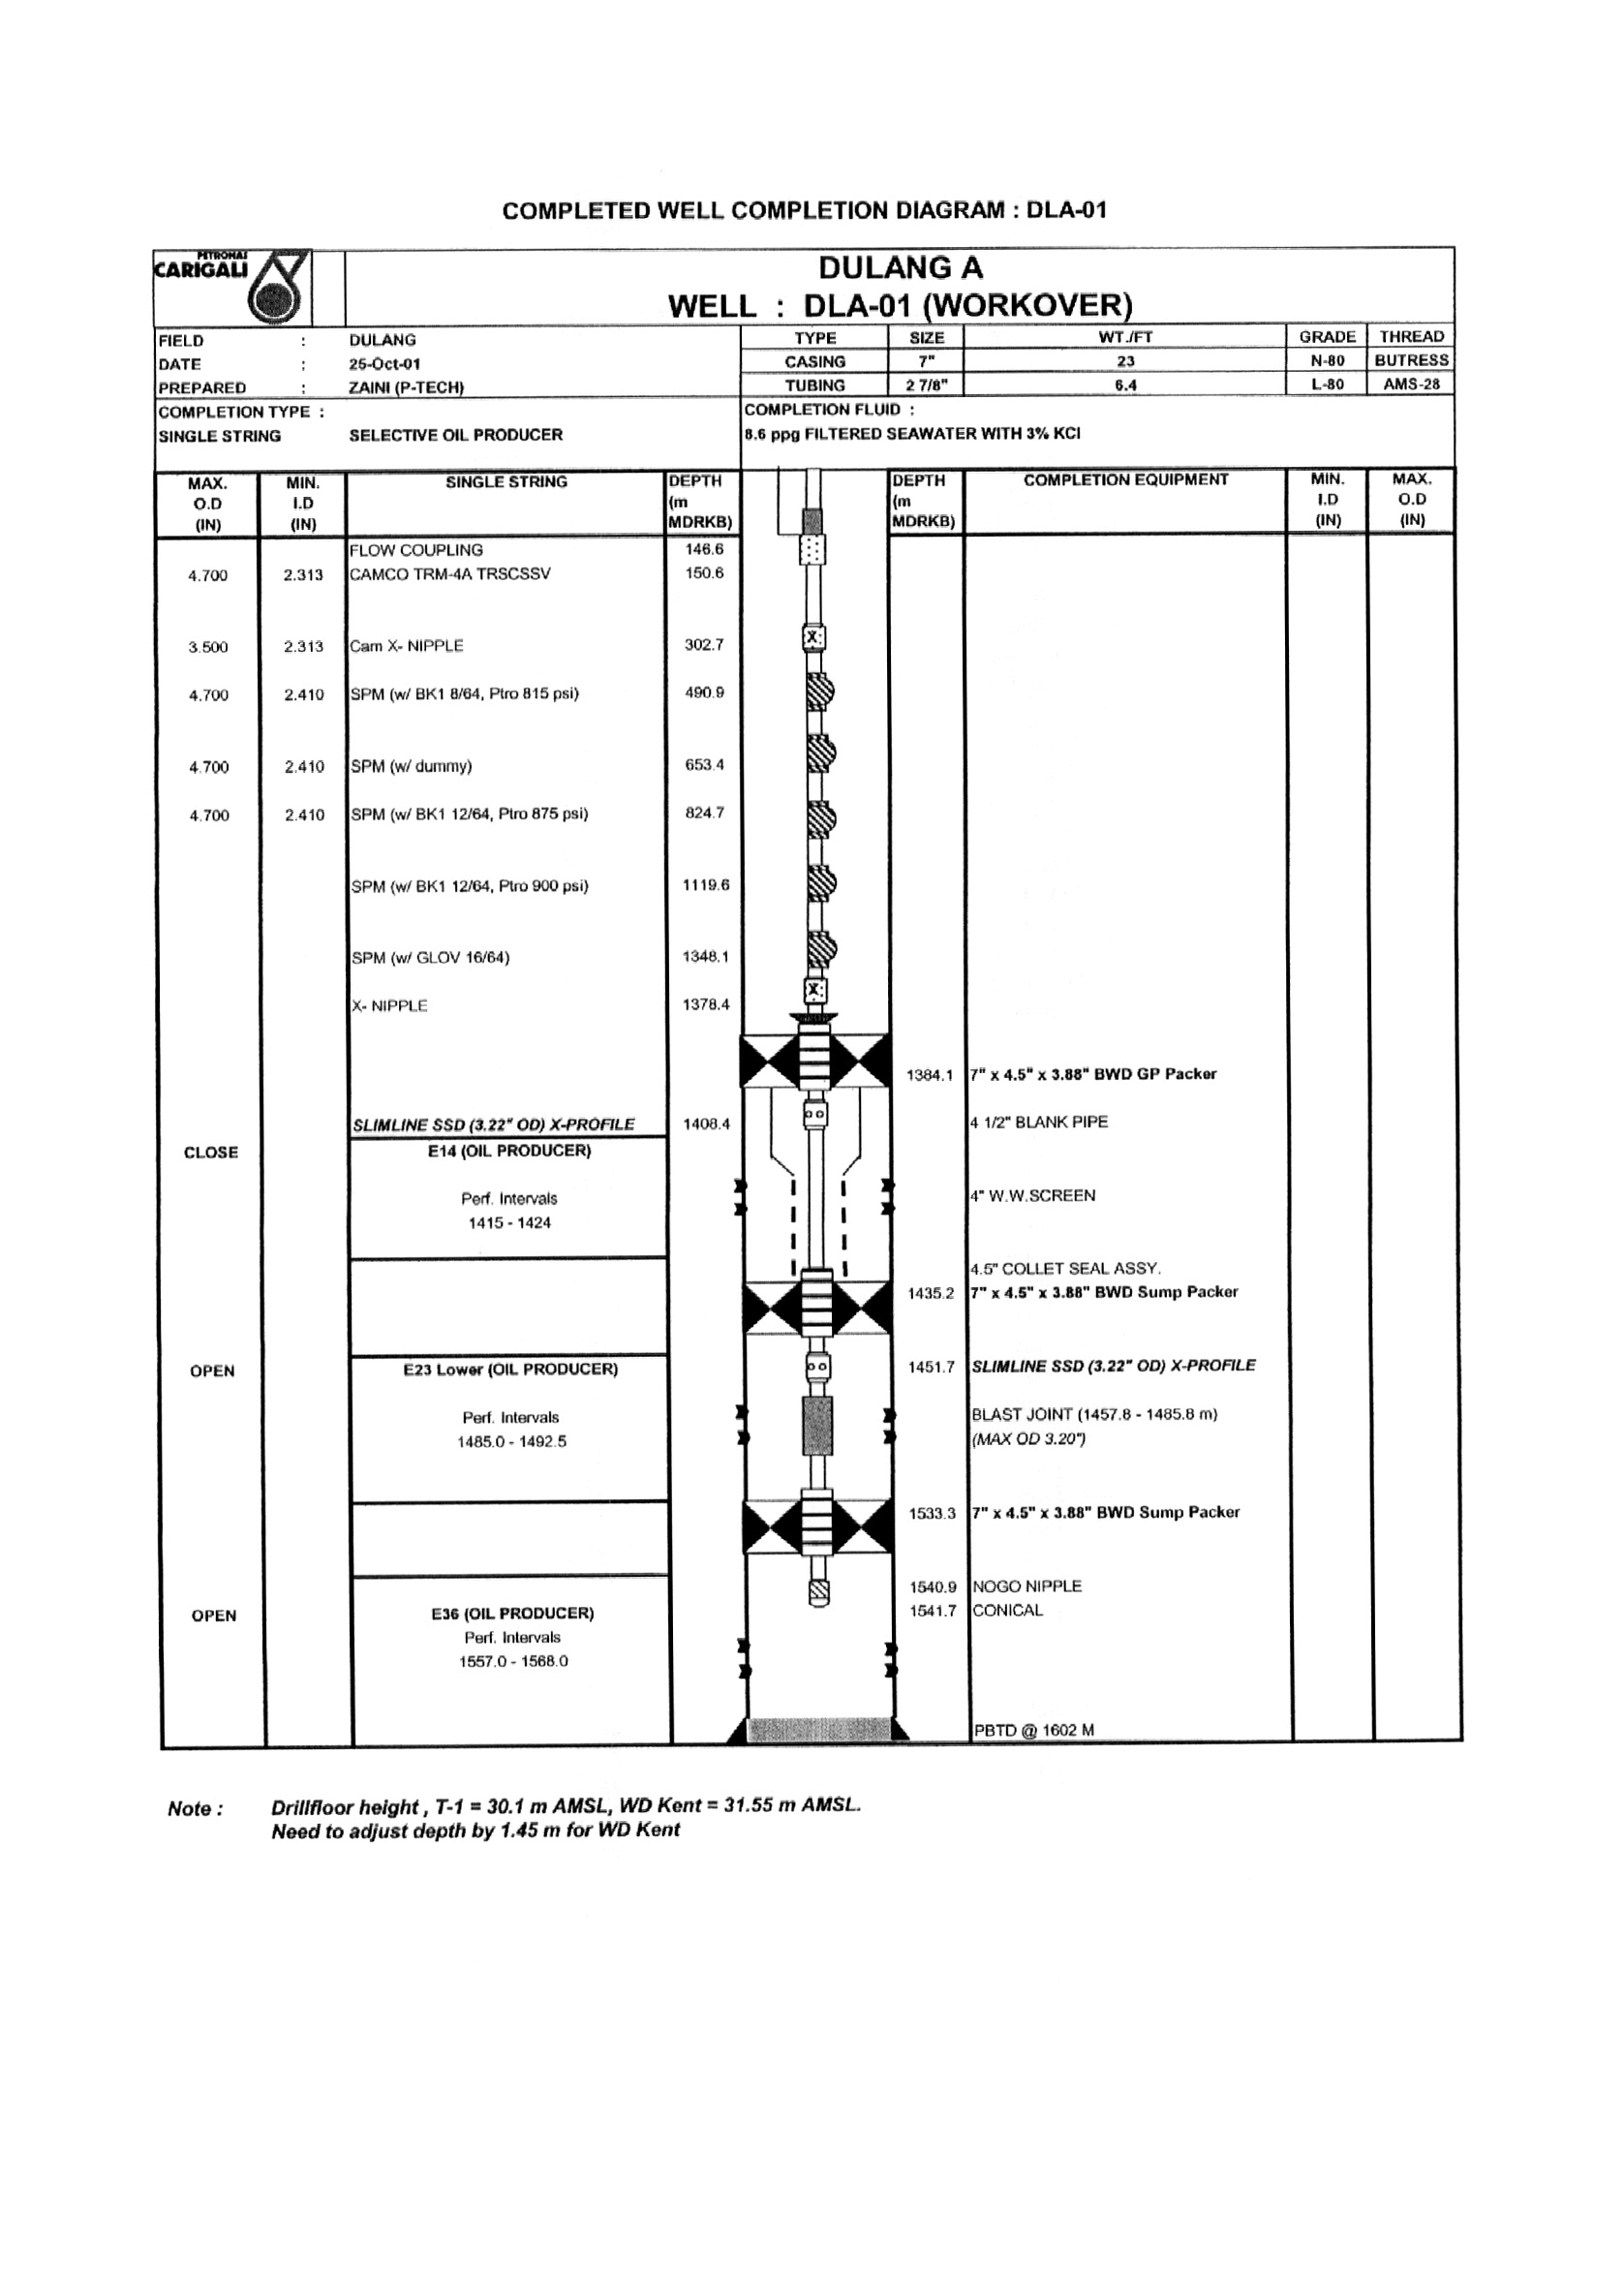 COMPLETED WELL COMPLETION DIAGRAM : DLA-01
PETRONAS
CARIGALI
DULANG A
WELL : DLA-01 (WORKOVER)
FIELD : DULANG TYPE SIZE WT./FT GRADE THREAD
DATE : 25-Oct-01 CASING 7" 23 N-80 BUTRESS
PREPARED : ZAINI (P-TECH) TUBING 2 7/8" 6.4 L-80 AMS-28
COMPLETION TYPE : COMPLETION FLUID :
SINGLE STRING SELECTIVE OIL PRODUCER 8.6 ppg FILTERED SEAWATER WITH 3% KCl
MAX. MIN. SINGLE STRING DEPTH DEPTH COMPLETION EQUIPMENT MIN. MAX.
O.D I.D (m (m I.D O.D
(IN) (IN) MDRKB) MDRKB) (IN) (IN)
FLOW COUPLING 146.6
4.700 2.313 CAMCO TRM-4A TRSCSSV 150.6
3.500 2.313 Cam X- NIPPLE 302.7 X
4.700 2.410 SPM (w/ BK1 8/64, Ptro 815 psi) 490.9
4.700 2.410 SPM (w/ dummy) 653.4
4.700 2.410 SPM (w/ BK1 12/64, Ptro 875 psi) 824.7
SPM (w/ BK1 12/64, Ptro 900 psi) 1119.6
SPM (w/ GLOV 16/64) 1348.1
X- NIPPLE 1378.4 X
1384.1 7" x 4.5" x 3.88" BWD GP Packer
SLIMLINE SSD (3.22" OD) X-PROFILE 1408.4 4 1/2" BLANK PIPE
CLOSE E14 (OIL PRODUCER)
Perf. Intervals 4" W.W.SCREEN
1415 - 1424
4.5" COLLET SEAL ASSY.
1435.2 7" x 4.5" x 3.88" BWD Sump Packer
OPEN E23 Lower (OIL PRODUCER) 1451.7 SLIMLINE SSD (3.22" OD) X-PROFILE
Perf. Intervals BLAST JOINT (1457.8 - 1485.8 m)
1485.0 - 1492.5 (MAX OD 3.20")
1533.3 7" x 4.5" x 3.88" BWD Sump Packer
1540.9 NOGO NIPPLE
OPEN E36 (OIL PRODUCER) 1541.7 CONICAL
Perf. Intervals
1557.0 - 1568.0
PBTD @ 1602 M
Note : Drillfloor height , T-1 = 30.1 m AMSL, WD Kent = 31.55 m AMSL.
Need to adjust depth by 1.45 m for WD Kent